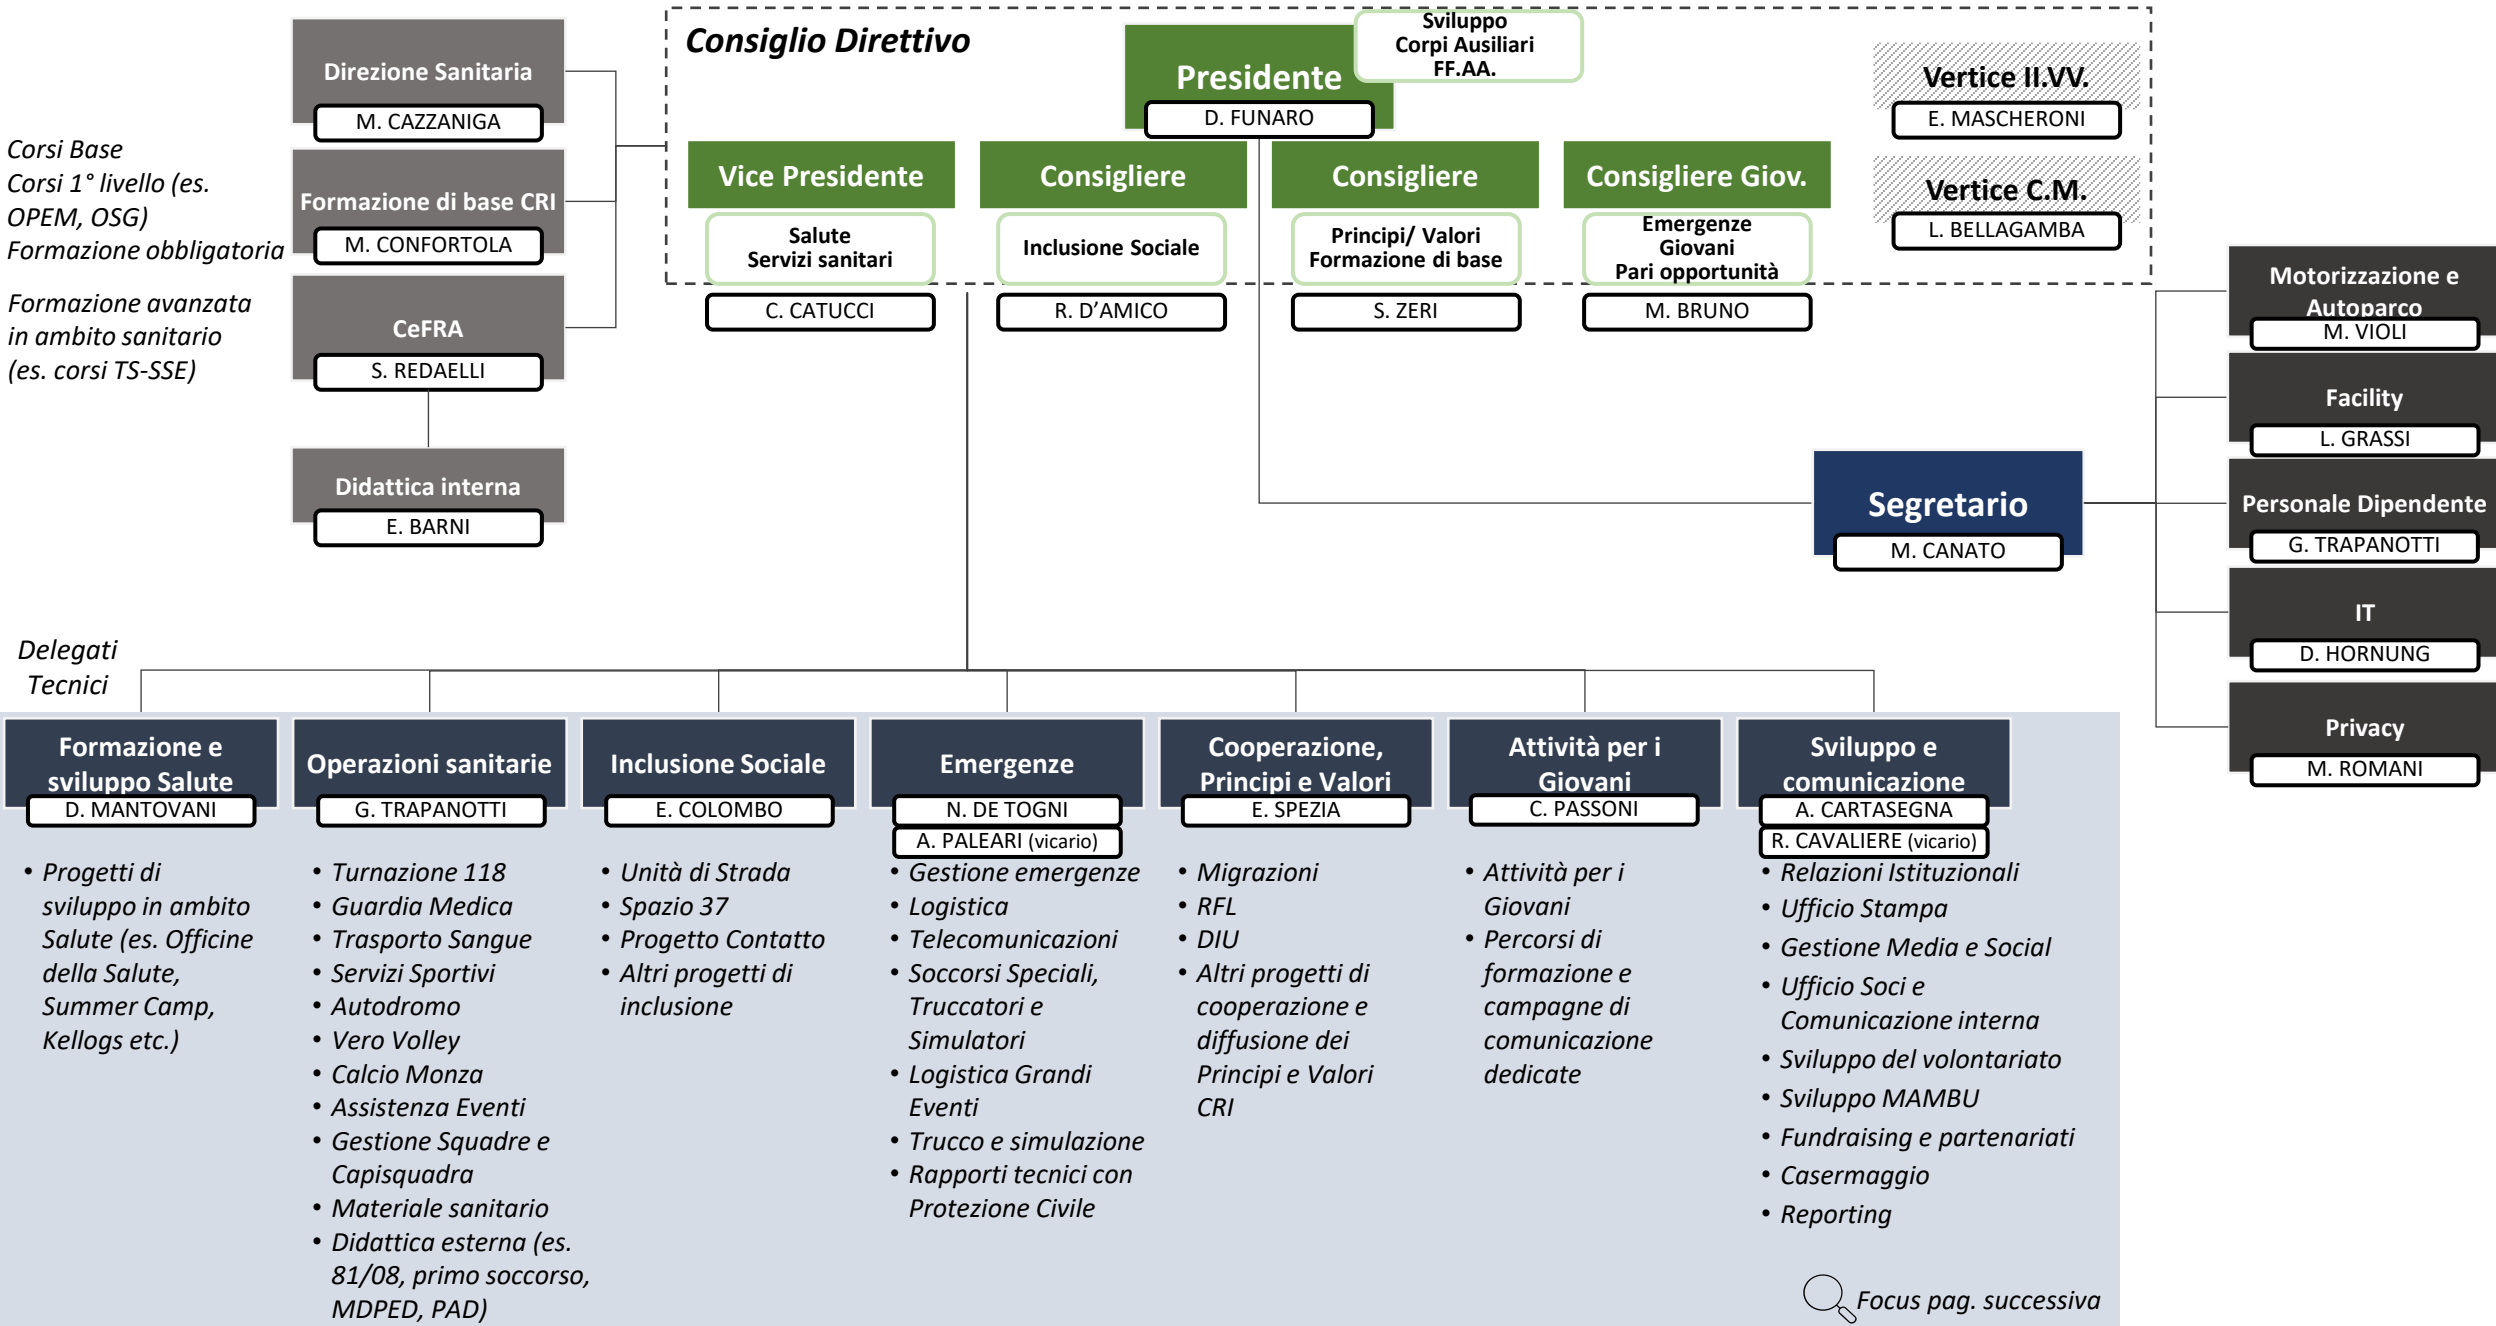 Consiglio Direttivo
Presidente
D. FUNARO
Sviluppo
Corpi Ausiliari
FF.AA.
Vertice II.VV.
E. MASCHERONI
Vertice C.M.
L. BELLAGAMBA
Vice Presidente
Salute
Servizi sanitari
C. CATUCCI
Consigliere
Inclusione Sociale
R. D’AMICO
Consigliere
Principi/ Valori
Formazione di base
S. ZERI
Consigliere Giov.
Emergenze
Giovani
Pari opportunità
M. BRUNO
Direzione Sanitaria
M. CAZZANIGA
Corsi Base
Corsi 1° livello (es.
OPEM, OSG)
Formazione obbligatoria
Formazione di base CRI
M. CONFORTOLA
Formazione avanzata
in ambito sanitario
(es. corsi TS-SSE)
CeFRA
S. REDAELLI
Didattica interna
E. BARNI
Segretario
M. CANATO
Motorizzazione e
Autoparco
M. VIOLI
Facility
L. GRASSI
Personale Dipendente
G. TRAPANOTTI
IT
D. HORNUNG
Privacy
M. ROMANI
Delegati
Tecnici
Formazione e
sviluppo Salute
D. MANTOVANI
• Progetti di
sviluppo in ambito
Salute (es. Officine
della Salute,
Summer Camp,
Kellogs etc.)
Operazioni sanitarie
G. TRAPANOTTI
• Turnazione 118
• Guardia Medica
• Trasporto Sangue
• Servizi Sportivi
• Autodromo
• Vero Volley
• Calcio Monza
• Assistenza Eventi
• Gestione Squadre e
Capisquadra
• Materiale sanitario
• Didattica esterna (es.
81/08, primo soccorso,
MDPED, PAD)
Inclusione Sociale
E. COLOMBO
• Unità di Strada
• Spazio 37
• Progetto Contatto
• Altri progetti di
inclusione
Emergenze
N. DE TOGNI
A. PALEARI (vicario)
• Gestione emergenze
• Logistica
• Telecomunicazioni
• Soccorsi Speciali,
Truccatori e
Simulatori
• Logistica Grandi
Eventi
• Trucco e simulazione
• Rapporti tecnici con
Protezione Civile
Cooperazione,
Principi e Valori
E. SPEZIA
• Migrazioni
• RFL
• DIU
• Altri progetti di
cooperazione e
diffusione dei
Principi e Valori
CRI
Attività per i
Giovani
C. PASSONI
• Attività per i
Giovani
• Percorsi di
formazione e
campagne di
comunicazione
dedicate
Sviluppo e
comunicazione
A. CARTASEGNA
R. CAVALIERE (vicario)
• Relazioni Istituzionali
• Ufficio Stampa
• Gestione Media e Social
• Ufficio Soci e
Comunicazione interna
• Sviluppo del volontariato
• Sviluppo MAMBU
• Fundraising e partenariati
• Casermaggio
• Reporting
Focus pag. successiva